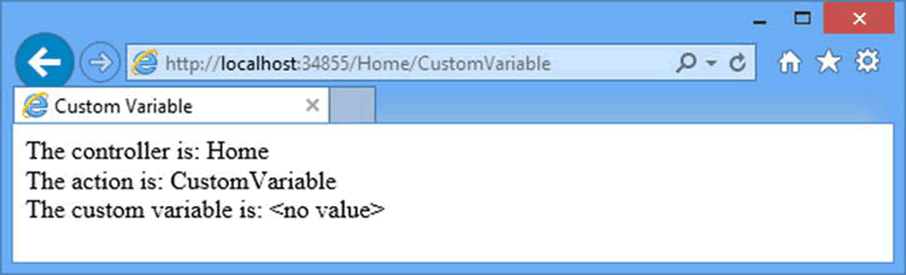 http://localhost:34855/Home/CustomVariable
Custom Variable
The controller is: Home
The action is: CustomVariable
The custom variable is: <no value>